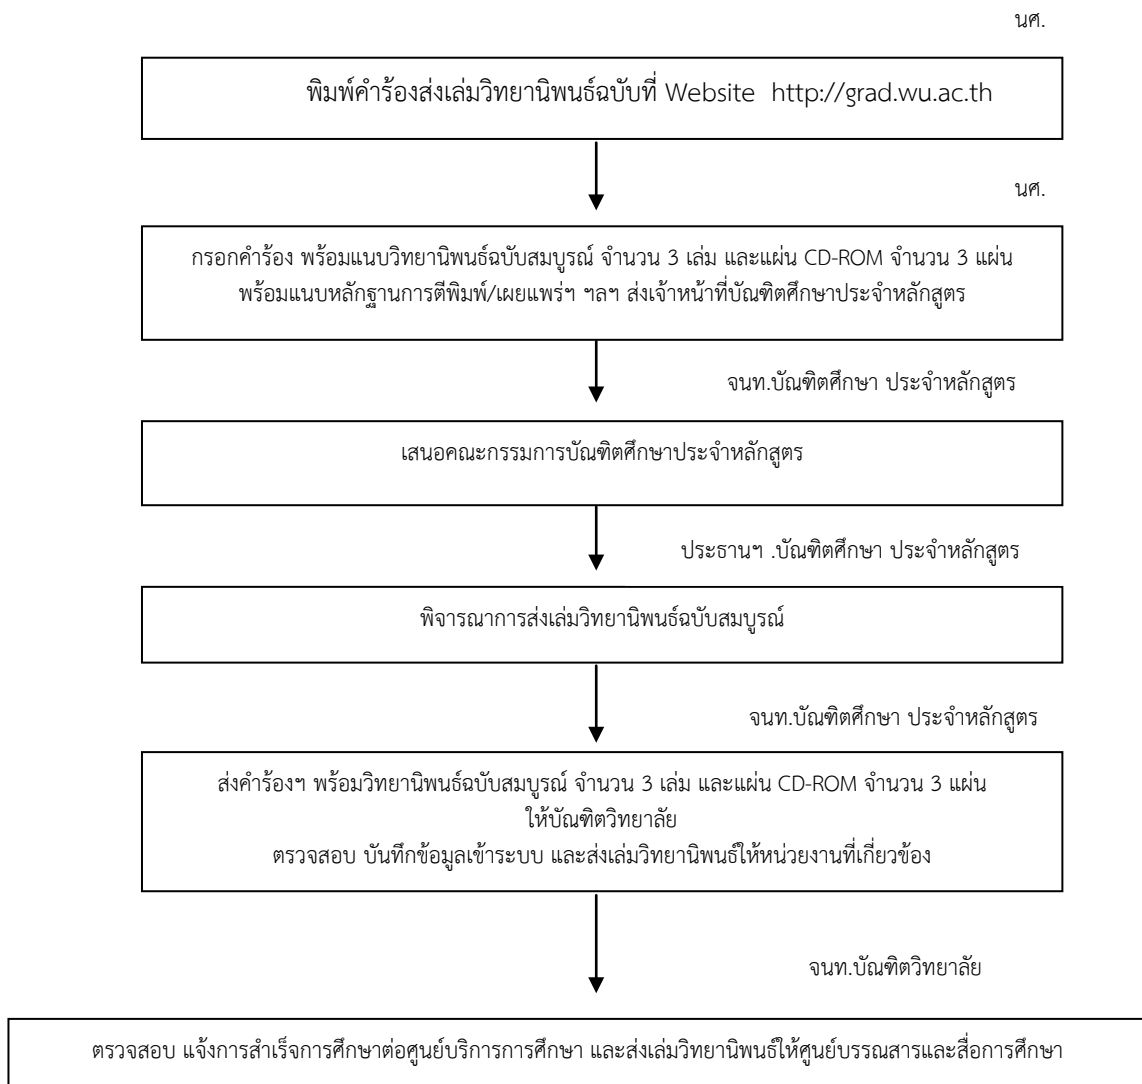 นศ.
พิมพ์คำร้องส่งเล่มวิทยานิพนธ์ฉบับที่ Website http://grad.wu.ac.th
นศ.
กรอกคำร้อง พร้อมแนบวิทยานิพนธ์ฉบับสมบูรณ์ จำนวน 3 เล่ม และแผ่น CD-ROM จำนวน 3 แผ่น
พร้อมแนบหลักฐานการตีพิมพ์/เผยแพร่ฯ ฯลฯ ส่งเจ้าหน้าที่บัณฑิตศึกษาประจำหลักสูตร
จนท.บัณฑิตศึกษา ประจำหลักสูตร
เสนอคณะกรรมการบัณฑิตศึกษาประจำหลักสูตร
ประธานฯ .บัณฑิตศึกษา ประจำหลักสูตร
พิจารณาการส่งเล่มวิทยานิพนธ์ฉบับสมบูรณ์
จนท.บัณฑิตศึกษา ประจำหลักสูตร
ส่งคำร้องฯ พร้อมวิทยานิพนธ์ฉบับสมบูรณ์ จำนวน 3 เล่ม และแผ่น CD-ROM จำนวน 3 แผ่น
ให้บัณฑิตวิทยาลัย
ตรวจสอบ บันทึกข้อมูลเข้าระบบ และส่งเล่มวิทยานิพนธ์ให้หน่วยงานที่เกี่ยวข้อง
จนท.บัณฑิตวิทยาลัย
ตรวจสอบ แจ้งการสำเร็จการศึกษาต่อศูนย์บริการการศึกษา และส่งเล่มวิทยานิพนธ์ให้ศูนย์บรรณสารและสื่อการศึกษา